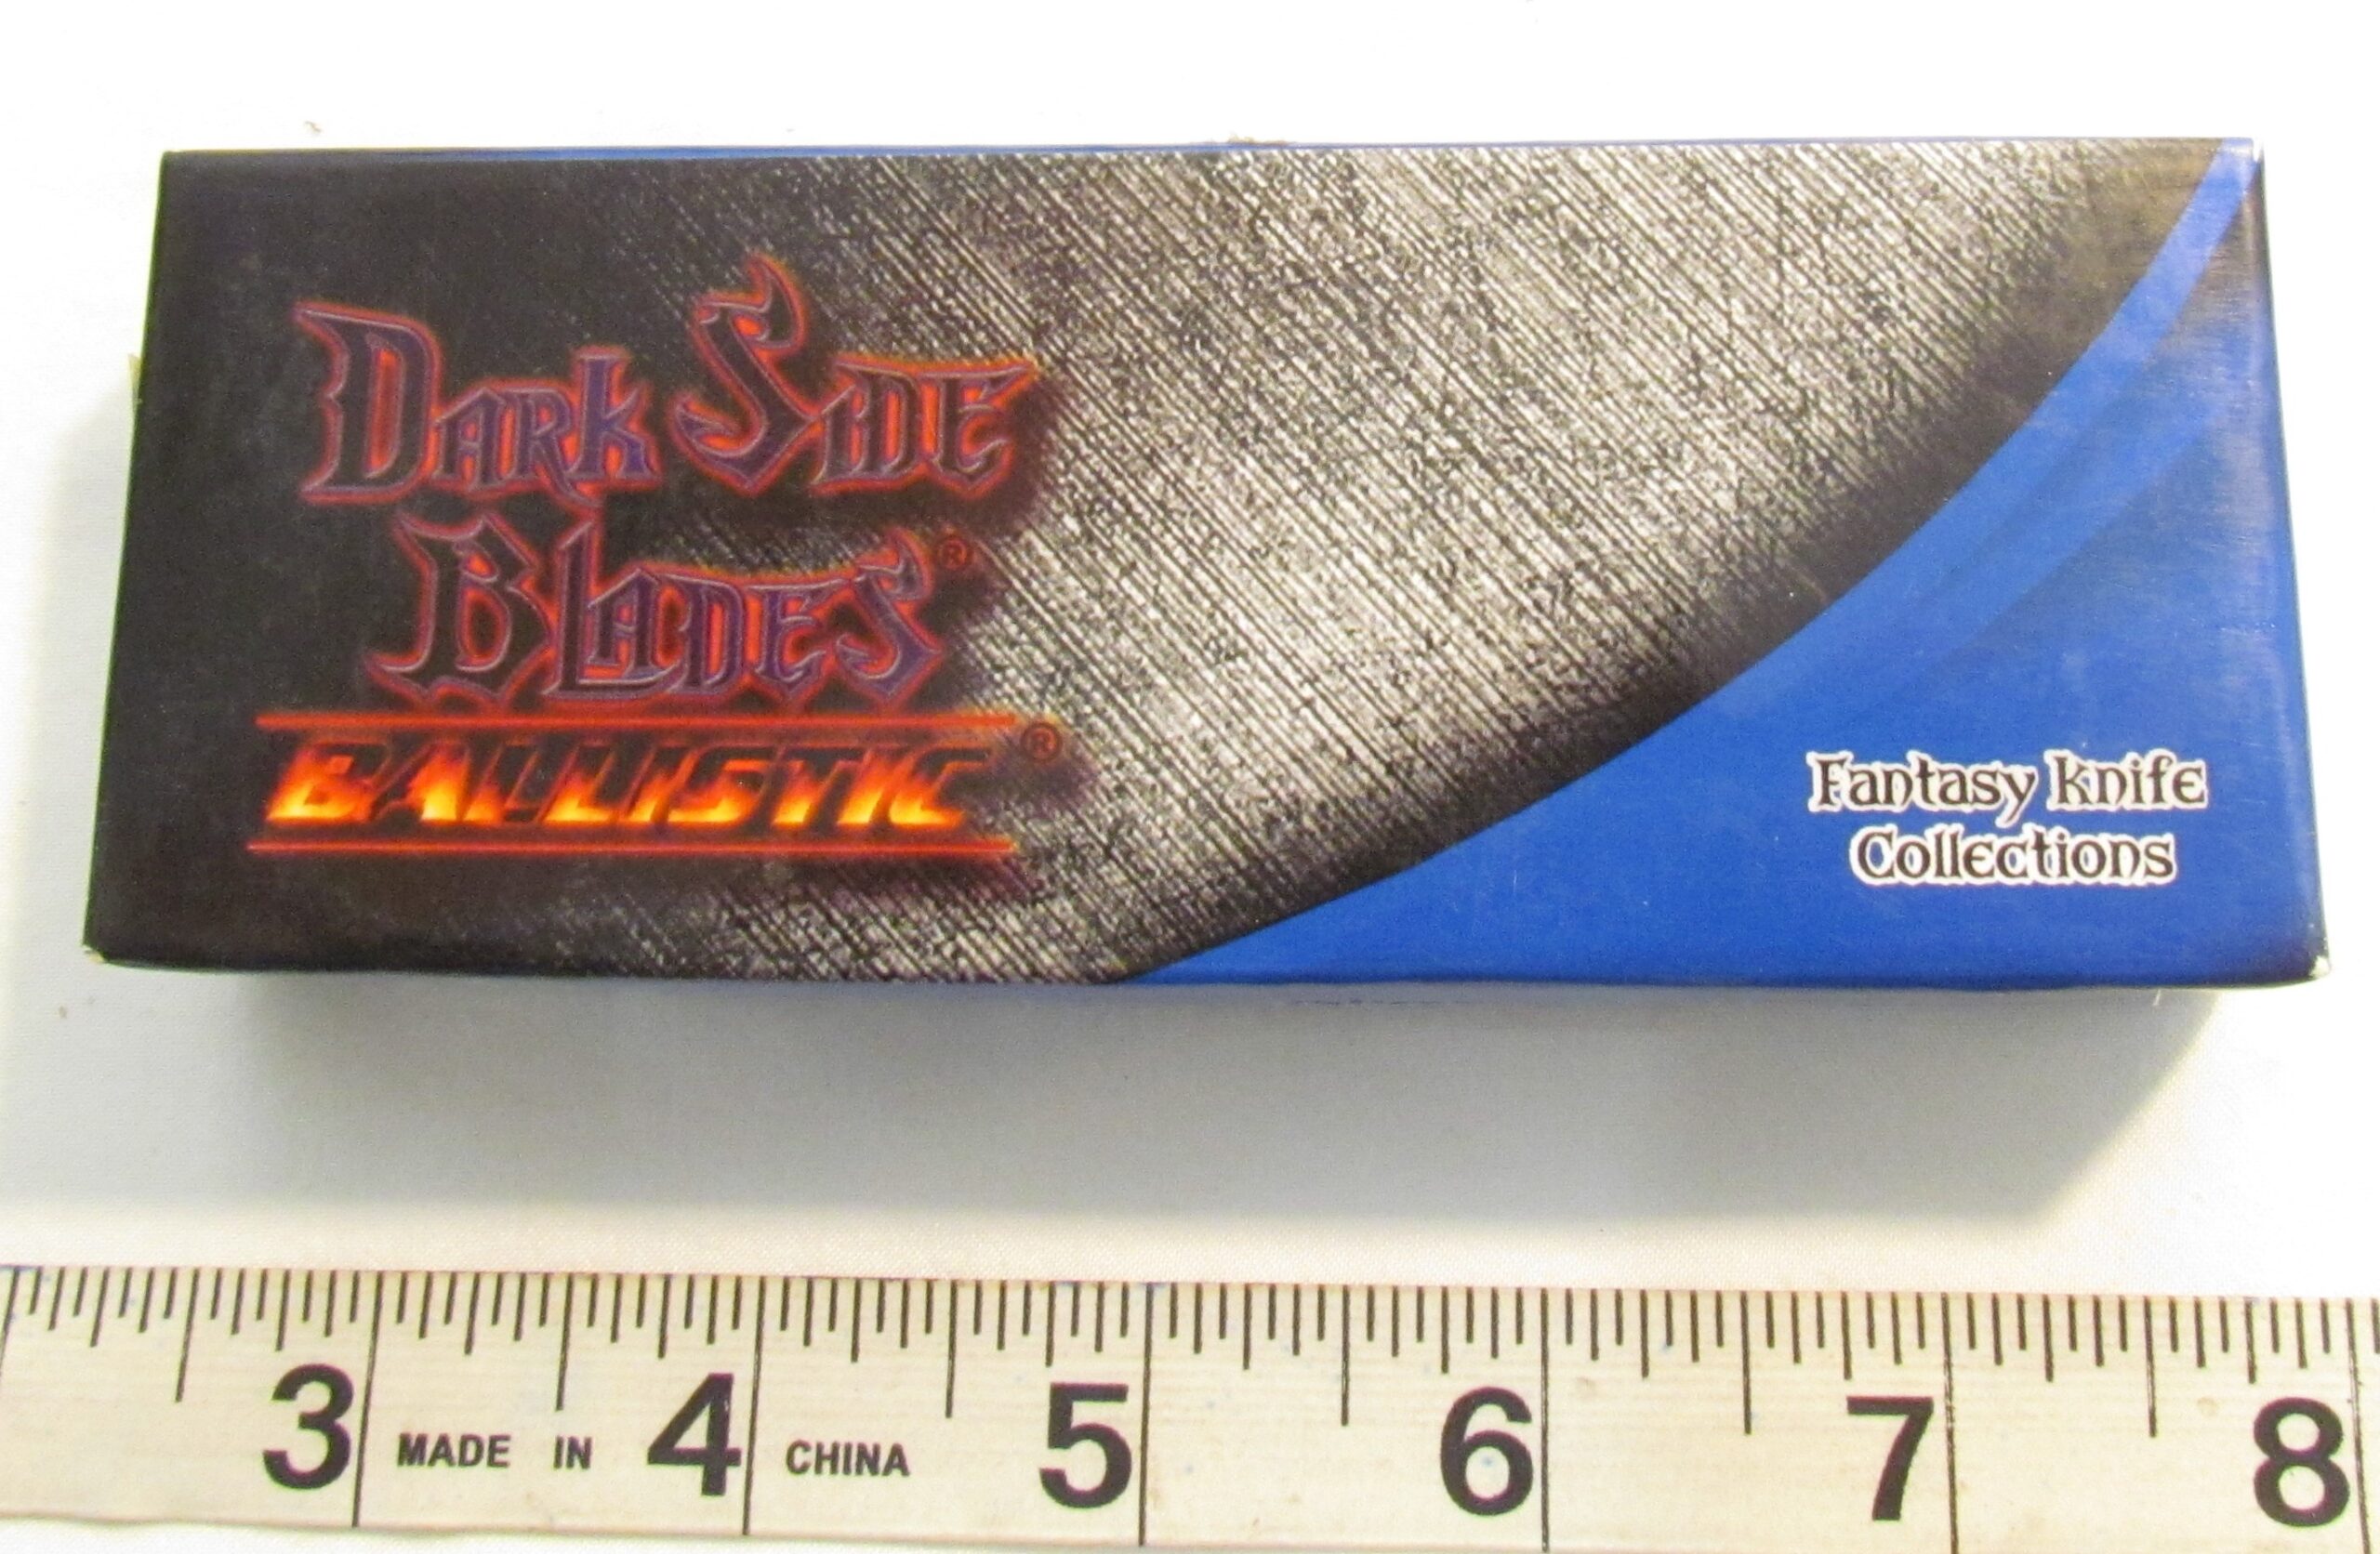 Dark Side
Blades®
BALLISTIC®
Fantasy Knife
Collections
3 MADE IN 4 CHINA 5 6 7 8